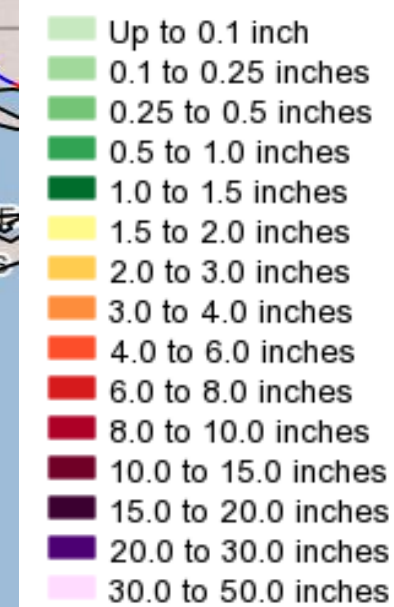 Up to 0.1 inch
0.1 to 0.25 inches
0.25 to 0.5 inches
0.5 to 1.0 inches
1.0 to 1.5 inches
1.5 to 2.0 inches
2.0 to 3.0 inches
3.0 to 4.0 inches
4.0 to 6.0 inches
6.0 to 8.0 inches
8.0 to 10.0 inches
10.0 to 15.0 inches
15.0 to 20.0 inches
20.0 to 30.0 inches
30.0 to 50.0 inches